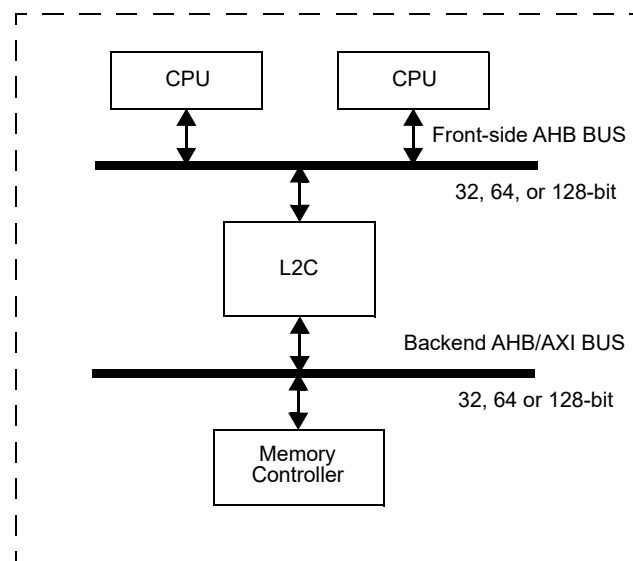 CPU
CPU
Front-side AHB BUS
32, 64, or 128-bit
L2C
Backend AHB/AXI BUS
32, 64 or 128-bit
Memory
Controller